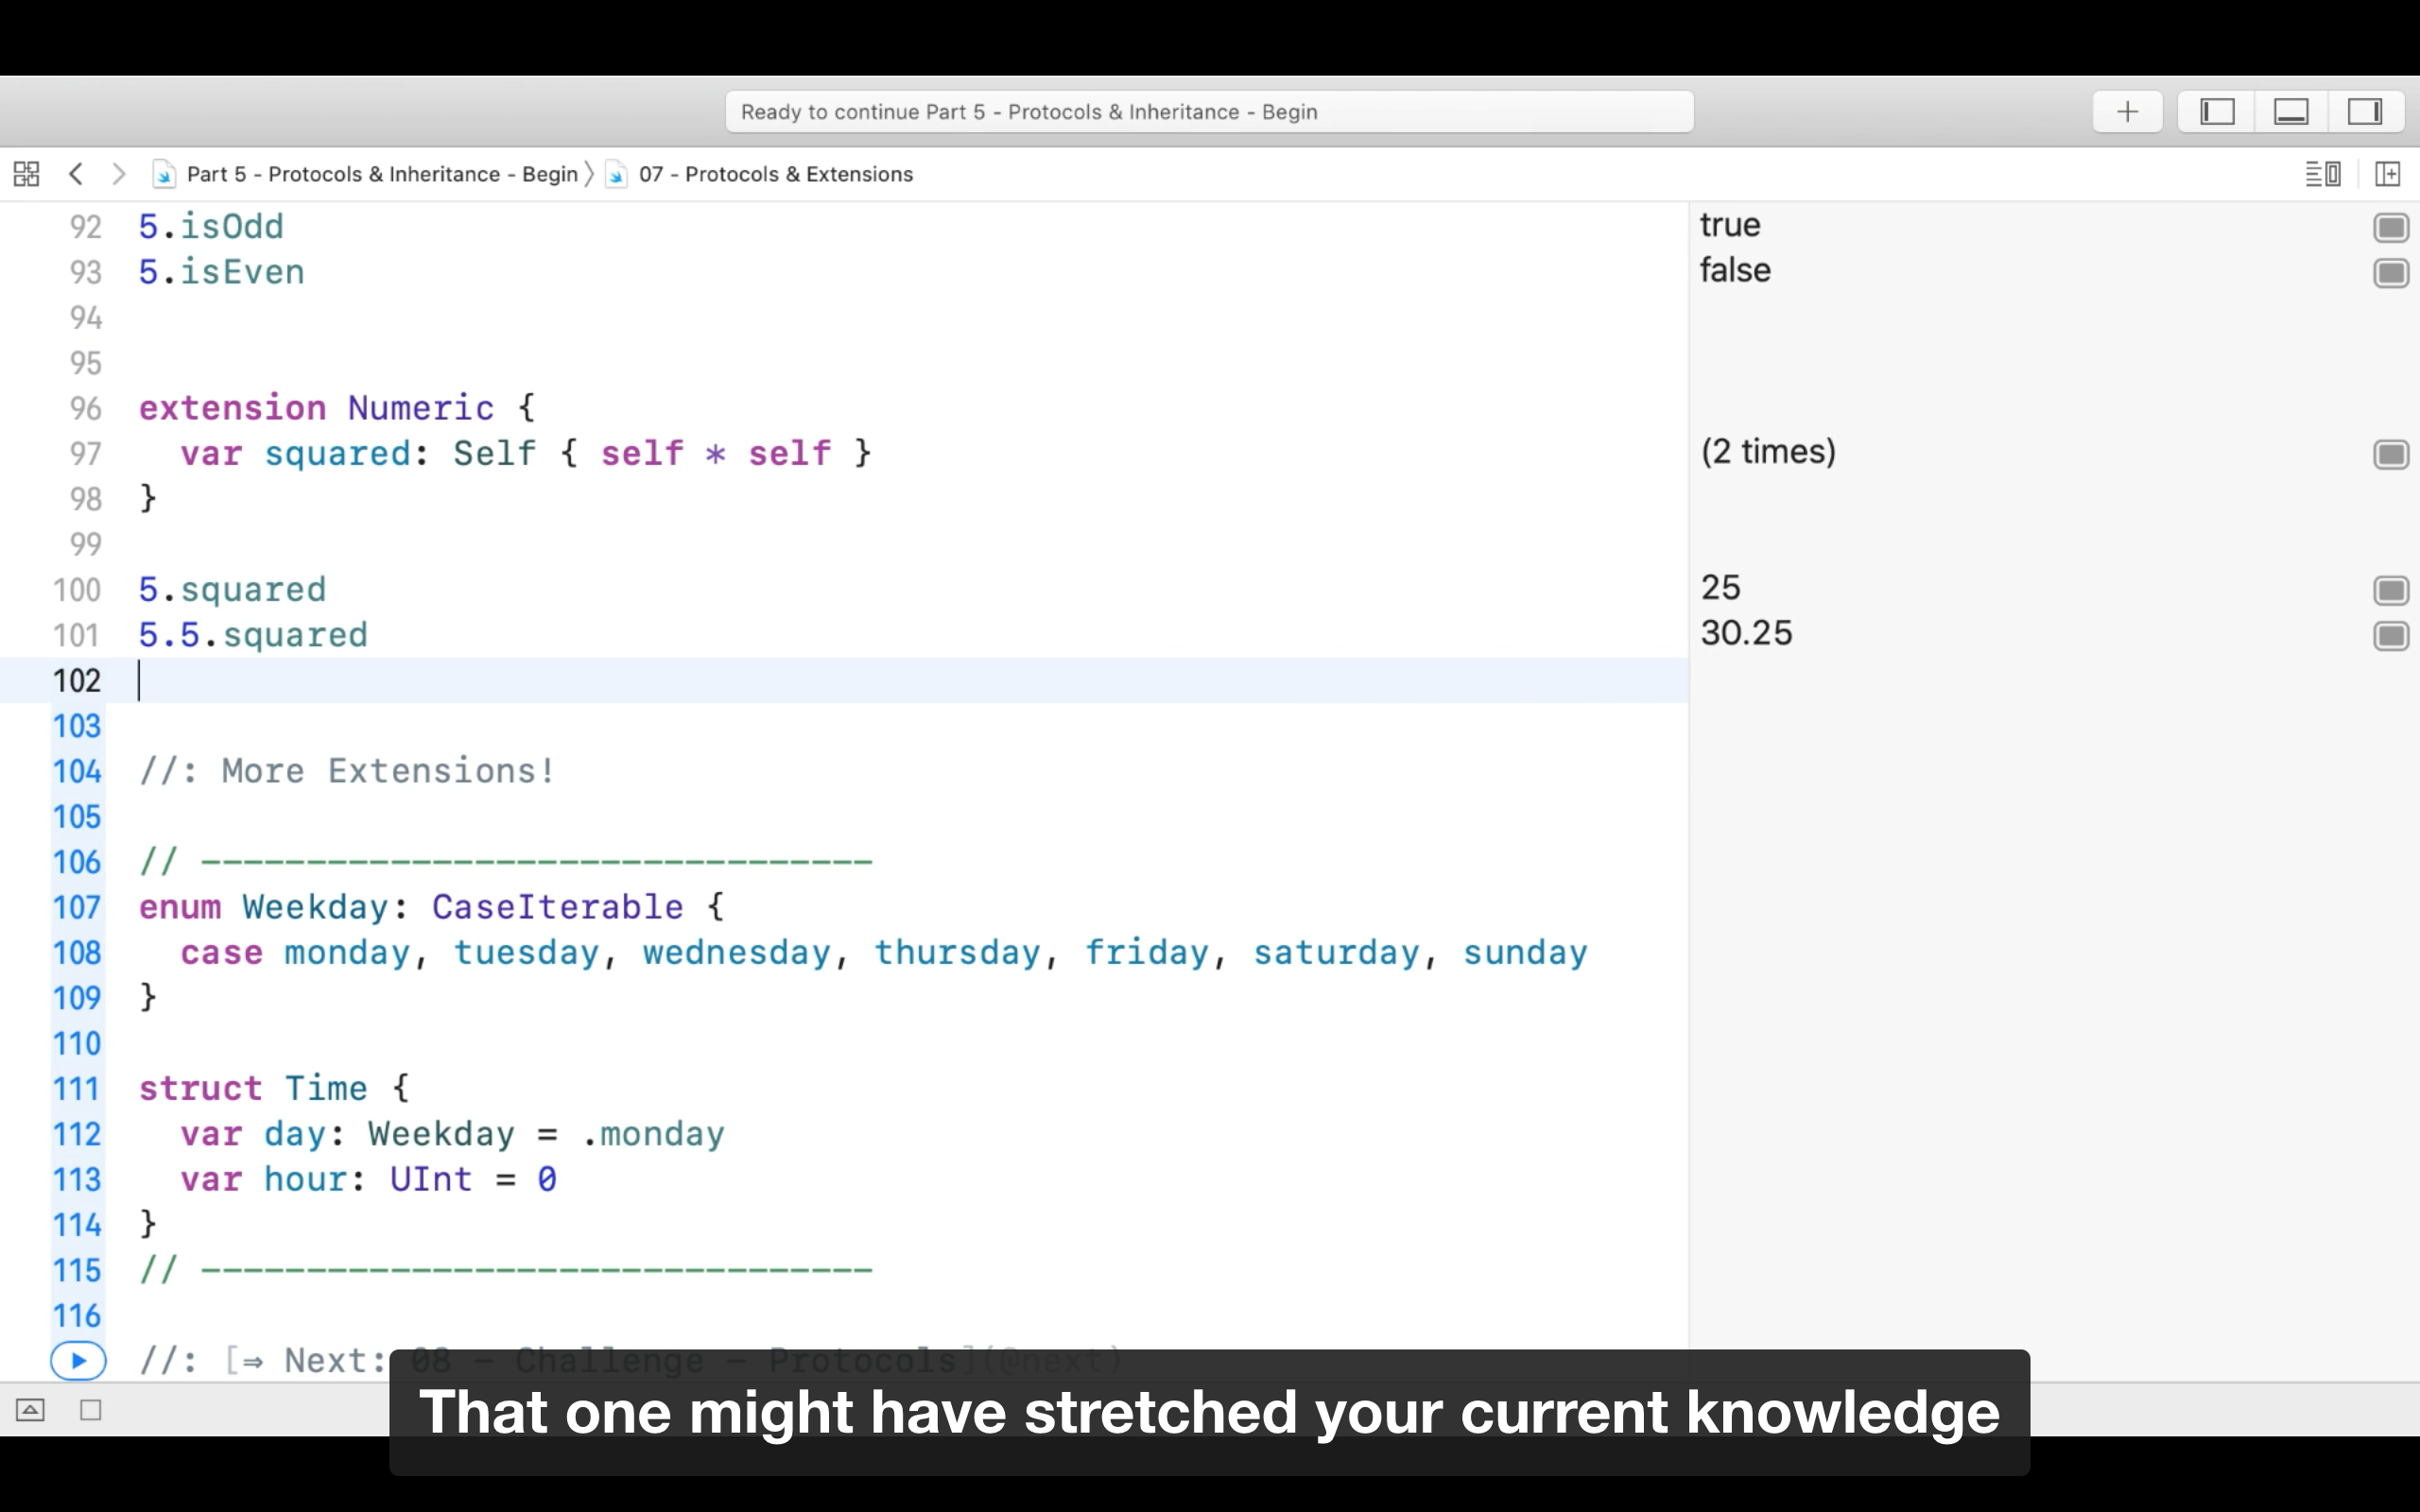 Ready to continue Part 5 - Protocols & Inheritance - Begin
Part 5 - Protocols & Inheritance - Begin 〉 07 - Protocols & Extensions
92 5.isOdd true
93 5.isEven false
94
95
96 extension Numeric {
97 var squared: Self { self * self } (2 times)
98 }
99
100 5.squared 25
101 5.5.squared 30.25
102
103
104 //: More Extensions!
105
106 // --------------------------------
107 enum Weekday: CaseIterable {
108 case monday, tuesday, wednesday, thursday, friday, saturday, sunday
109 }
110
111 struct Time {
112 var day: Weekday = .monday
113 var hour: UInt = 0
114 }
115 // --------------------------------
116
//: [⇒ Next: 08 - Challenge - Protocols](@next)
That one might have stretched your current knowledge